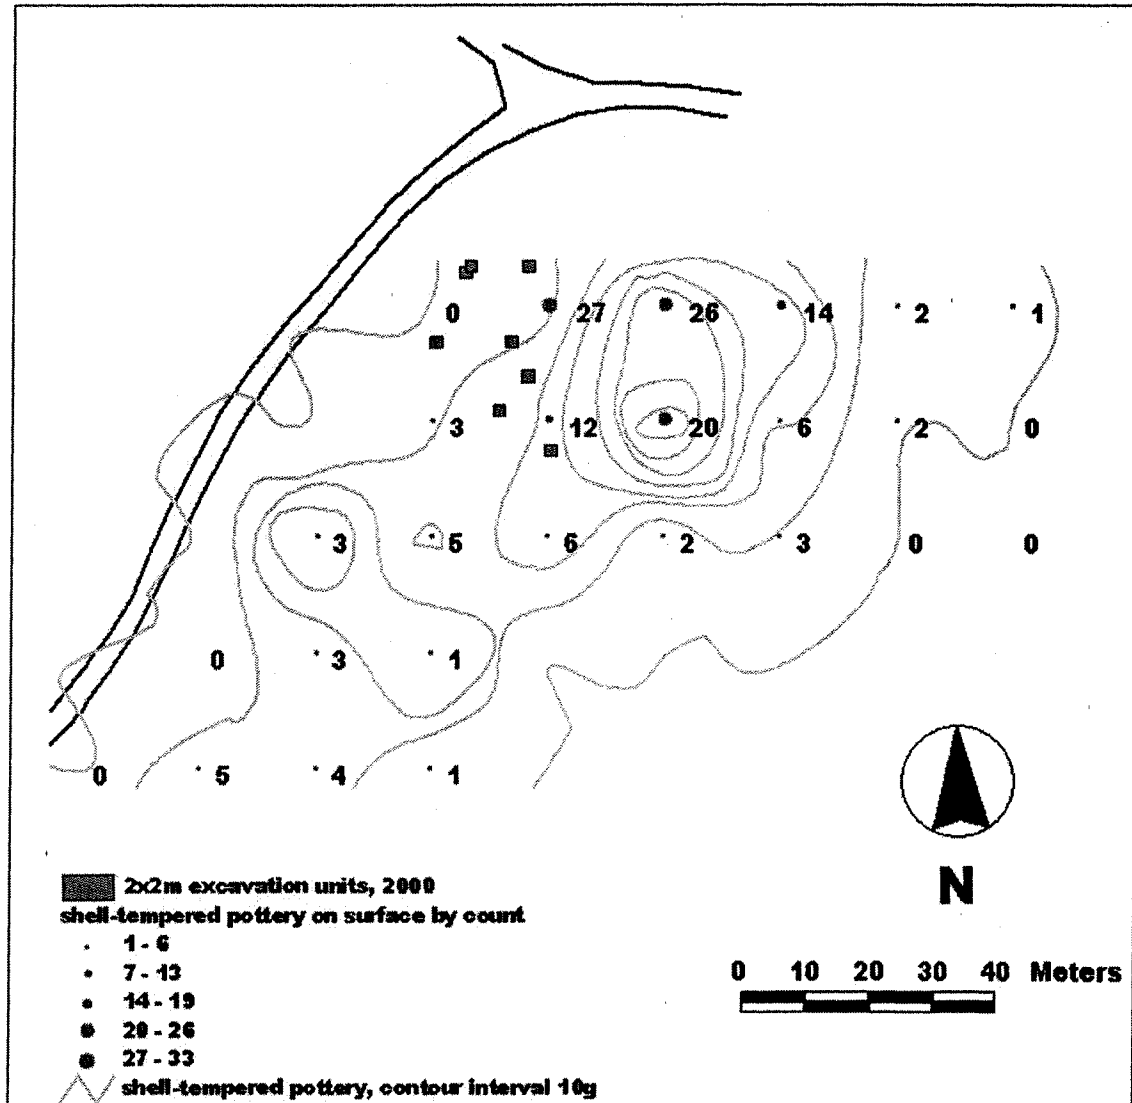 0 27 26 14 2 1
3 12 20 6 2 0
3 5 6 2 3 0 0
0 3 1
0 5 4 1
N
2x2m excavation units, 2000
shell-tempered pottery on surface by count
1 - 6
7 - 13
14 - 19
20 - 26
27 - 33
shell-tempered pottery, contour interval 10g
0 10 20 30 40 Meters